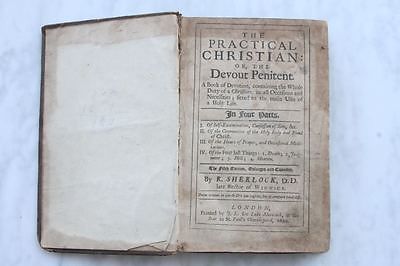 THE
PRACTICAL
CHRISTIAN:
OR, THE
Devout Penitent.
A Book of Devotion, containing the Whole
Duty of a Christian, in all Occasions and
Necessities; fitted to the main Use of
a Holy Life.
In Four Parts.
I. Of Self-Examination, Confession of Sins, &c.
II. Of the Communion of the Holy Body and Blood
of Christ.
III. Of the Hours of Prayer, and Occasional Medi-
tations.
IV. Of the Four last Things: 1. Death; 2. Judg-
ment; 3. Hell; 4. Heaven.
The Fifth Edition, Enlarged and Corrected.
By R. SHERLOCK, D.D.
late Rector of WINWICK.
LONDON,
Printed by
St. Paul's Church-yard,